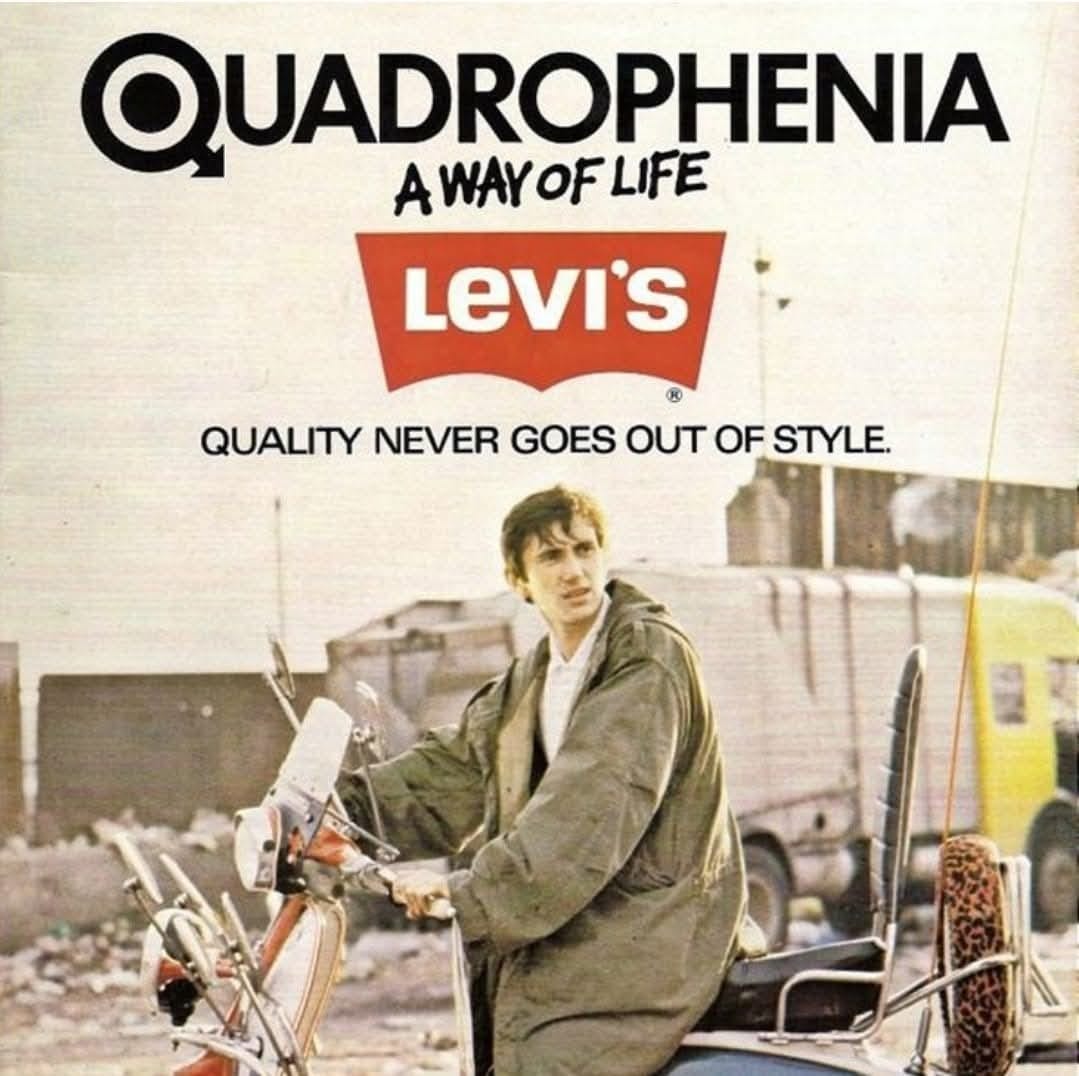 QUADROPHENIA
A WAY OF LIFE
LEVI'S
®
QUALITY NEVER GOES OUT OF STYLE.